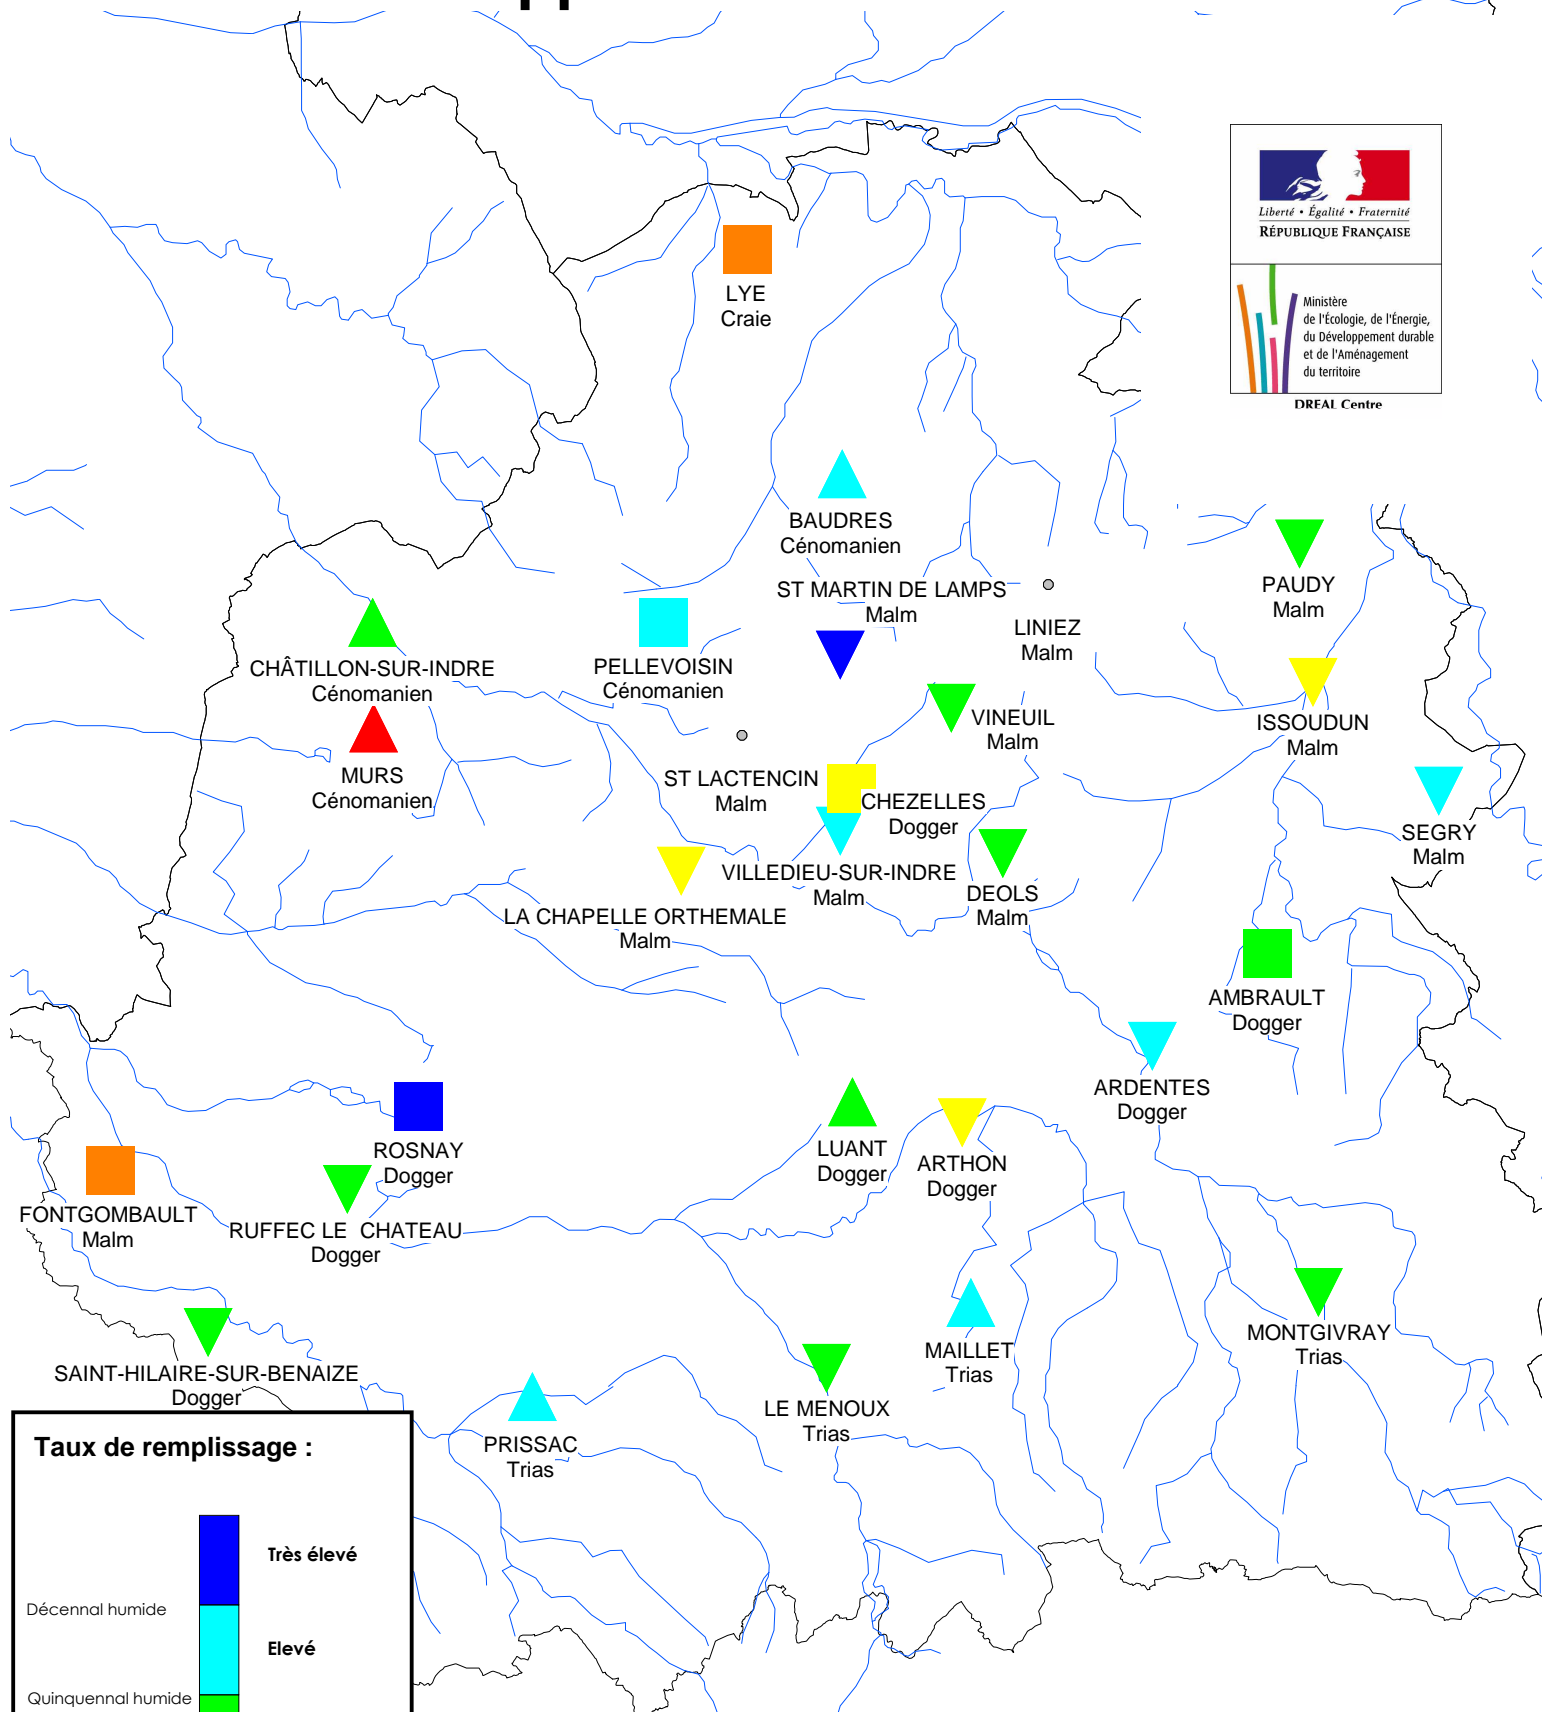 Liberté • Égalité • Fraternité
RÉPUBLIQUE FRANÇAISE
Ministère
de l'Écologie, de l'Énergie,
du Développement durable
et de l'Aménagement
du territoire
DREAL Centre
LYE
Craie
BAUDRES
Cénomanien
ST MARTIN DE LAMPS
Malm
LINIEZ
Malm
PAUDY
Malm
CHÂTILLON-SUR-INDRE
Cénomanien
PELLEVOISIN
Cénomanien
VINEUIL
Malm
ISSOUDUN
Malm
MURS
Cénomanien
ST LACTENCIN
Malm
CHEZELLES
Dogger
SEGRY
Malm
VILLEDIEU-SUR-INDRE
Malm
DEOLS
Malm
LA CHAPELLE ORTHEMALE
Malm
AMBRAULT
Dogger
ARDENTES
Dogger
ROSNAY
Dogger
LUANT
Dogger
ARTHON
Dogger
FONTGOMBAULT
Malm
RUFFEC LE  CHATEAU
Dogger
MONTGIVRAY
Trias
MAILLET
Trias
SAINT-HILAIRE-SUR-BENAIZE
Dogger
LE MENOUX
Trias
PRISSAC
Trias
Taux de remplissage :
Très élevé
Décennal humide
Elevé
Quinquennal humide